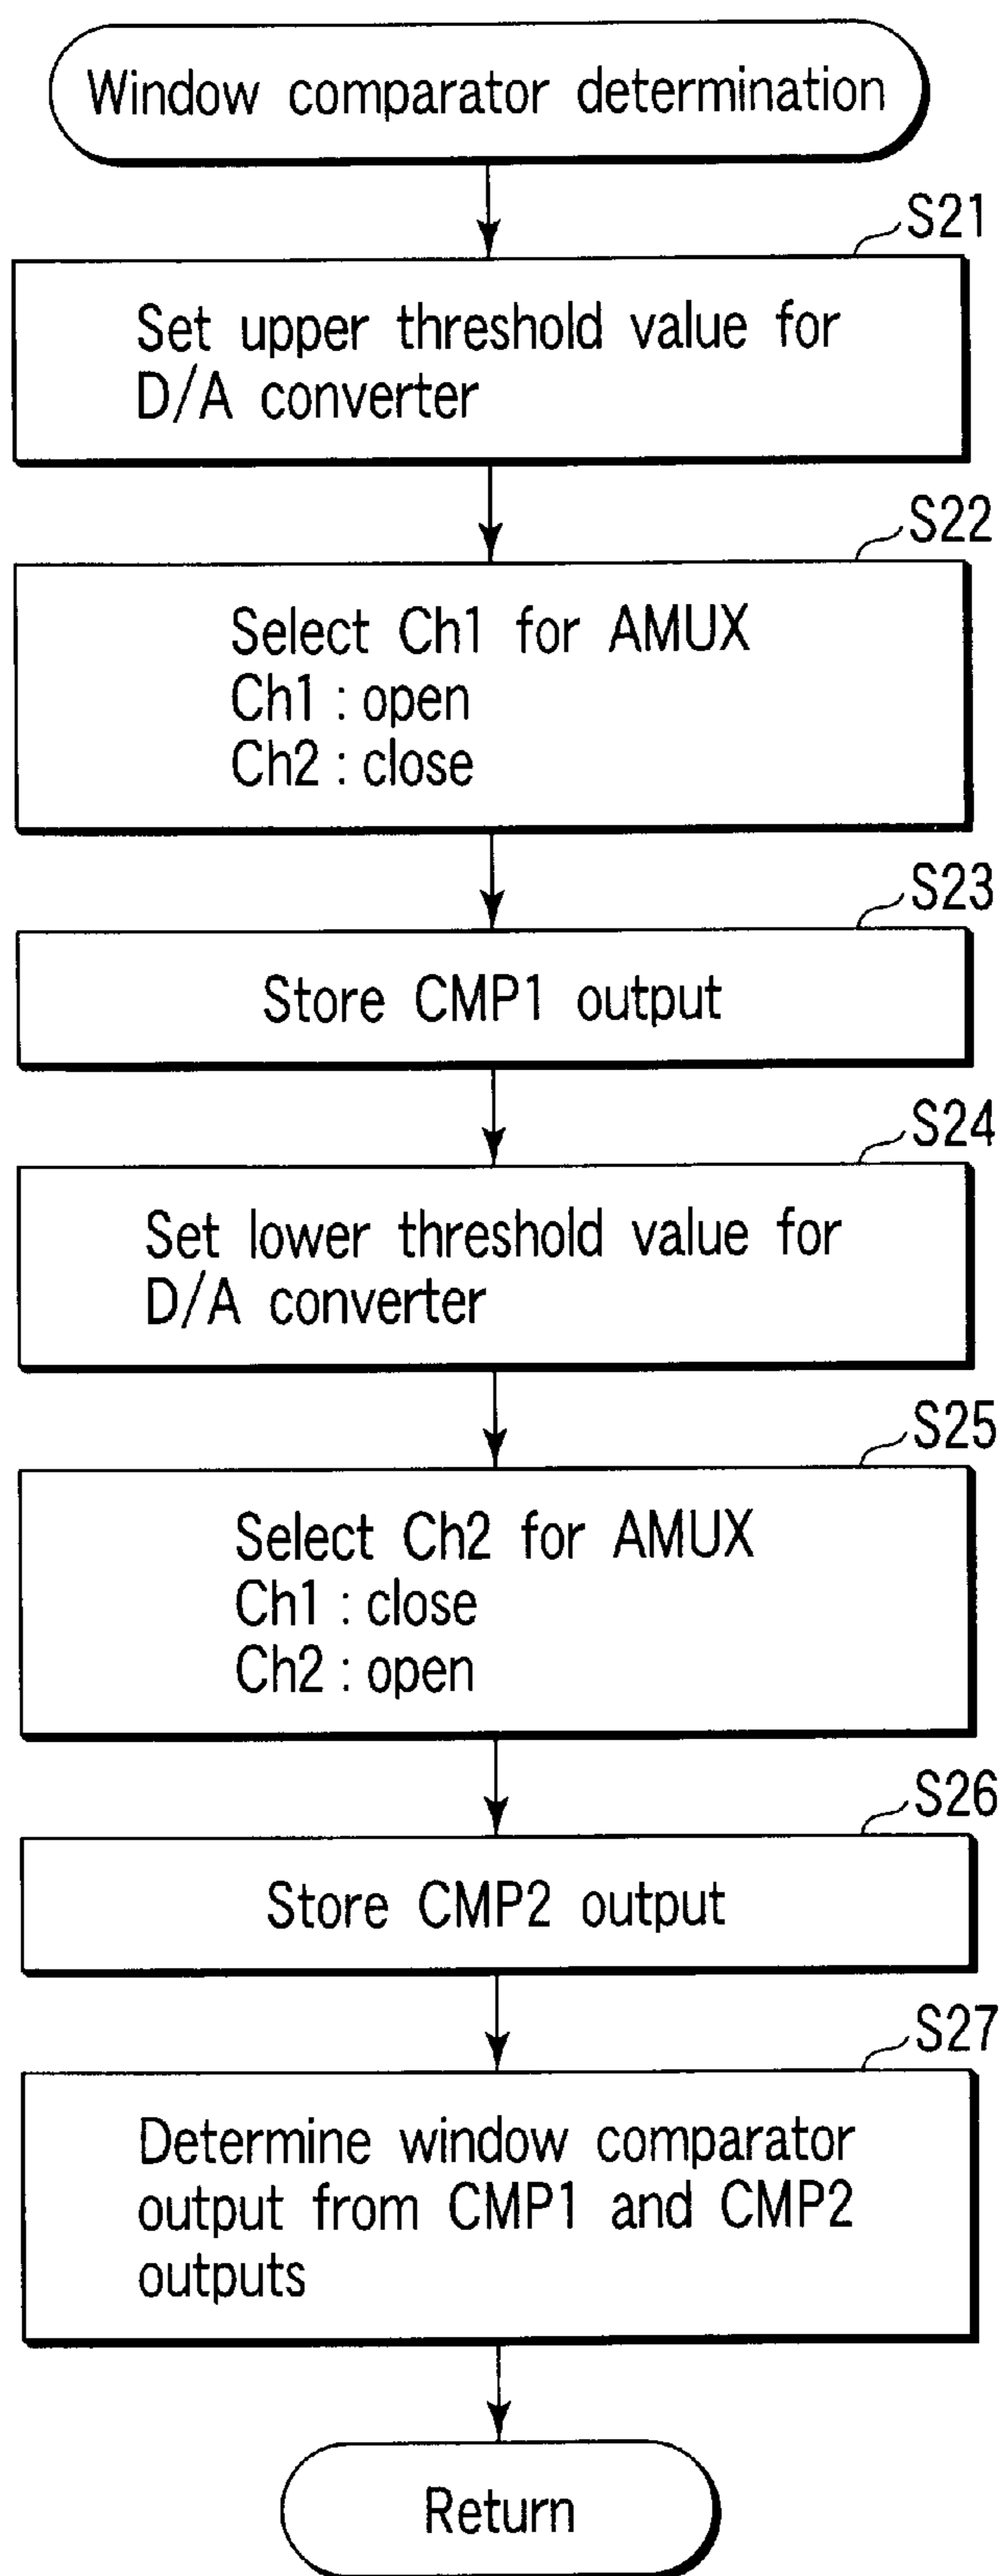 Window comparator determination
S21
Set upper threshold value for
D/A converter
S22
Select Ch1 for AMUX
Ch1 : open
Ch2 : close
S23
Store CMP1 output
S24
Set lower threshold value for
D/A converter
S25
Select Ch2 for AMUX
Ch1 : close
Ch2 : open
S26
Store CMP2 output
S27
Determine window comparator
output from CMP1 and CMP2
outputs
Return